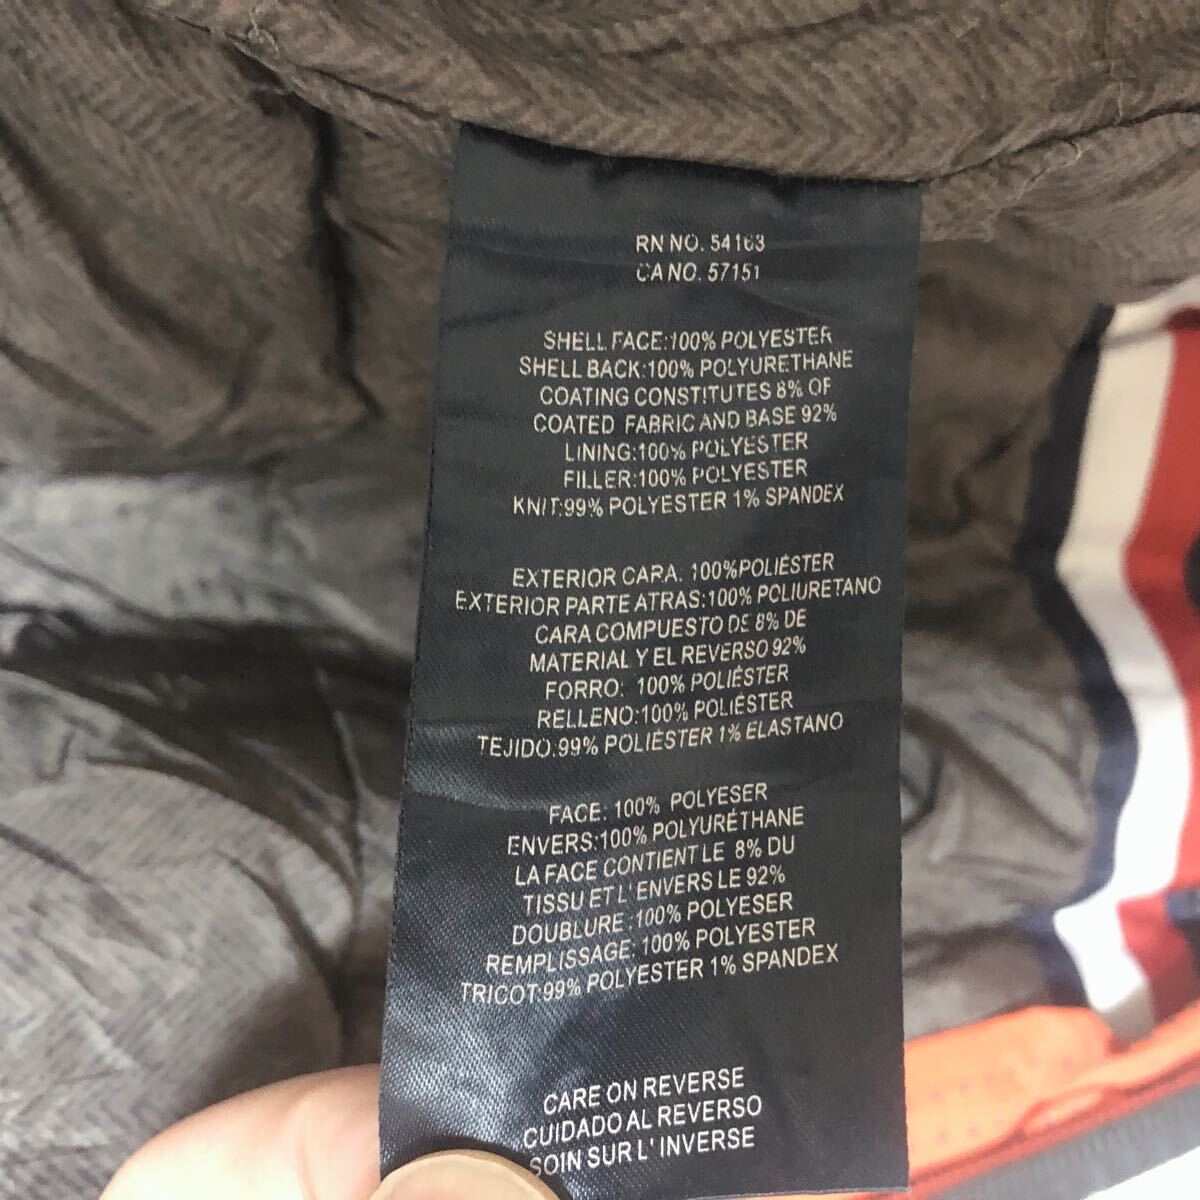 RN NO. 54163
CA NO. 57151
SHELL FACE:100% POLYESTER
SHELL BACK:100% POLYURETHANE
COATING CONSTITUTES 8% OF
COATED FABRIC AND BASE 92%
LINING:100% POLYESTER
FILLER:100% POLYESTER
KNIT:99% POLYESTER 1% SPANDEX
EXTERIOR CARA. 100%POLIÉSTER
EXTERIOR PARTE ATRAS:100% POLIURETANO
CARA COMPUESTO DE 8% DE
MATERIAL Y EL REVERSO 92%
FORRO: 100% POLIÉSTER
RELLENO:100% POLIÉSTER
TEJIDO.99% POLIÉSTER 1% ELASTANO
FACE: 100% POLYESER
ENVERS:100% POLYURÉTHANE
LA FACE CONTIENT LE 8% DU
TISSU ET L'ENVERS LE 92%
DOUBLURE :100% POLYESER
REMPLISSAGE: 100% POLYESTER
TRICOT:99% POLYESTER 1% SPANDEX
CARE ON REVERSE
CUIDADO AL REVERSO
SOIN SUR L'INVERSE